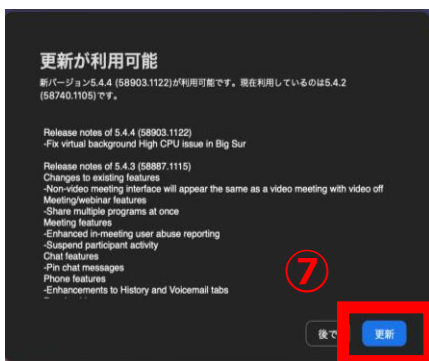 更新が利用可能
新バージョン5.4.4 (58903.1122)が利用可能です。現在利用しているのは5.4.2
(58740.1105)です。
Release notes of 5.4.4 (58903.1122)
-Fix virtual background High CPU issue in Big Sur
Release notes of 5.4.3 (58887.1115)
Changes to existing features
-Non-video meeting interface will appear the same as a video meeting with video off
Meeting/webinar features
-Share multiple programs at once
Meeting features
-Enhanced in-meeting user abuse reporting
-Suspend participant activity
Chat features
-Pin chat messages
Phone features
-Enhancements to History and Voicemail tabs
⑦
後で
更新